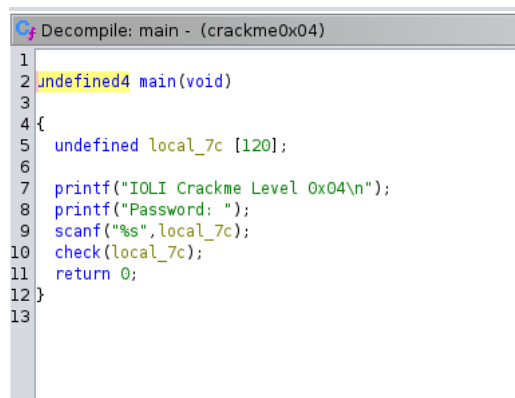 Cf Decompile: main - (crackme0x04)
1
2 undefined4 main(void)
3
4 {
5 undefined local_7c [120];
6
7 printf("IOLI Crackme Level 0x04\n");
8 printf("Password: ");
9 scanf("%s",local_7c);
10 check(local_7c);
11 return 0;
12 }
13